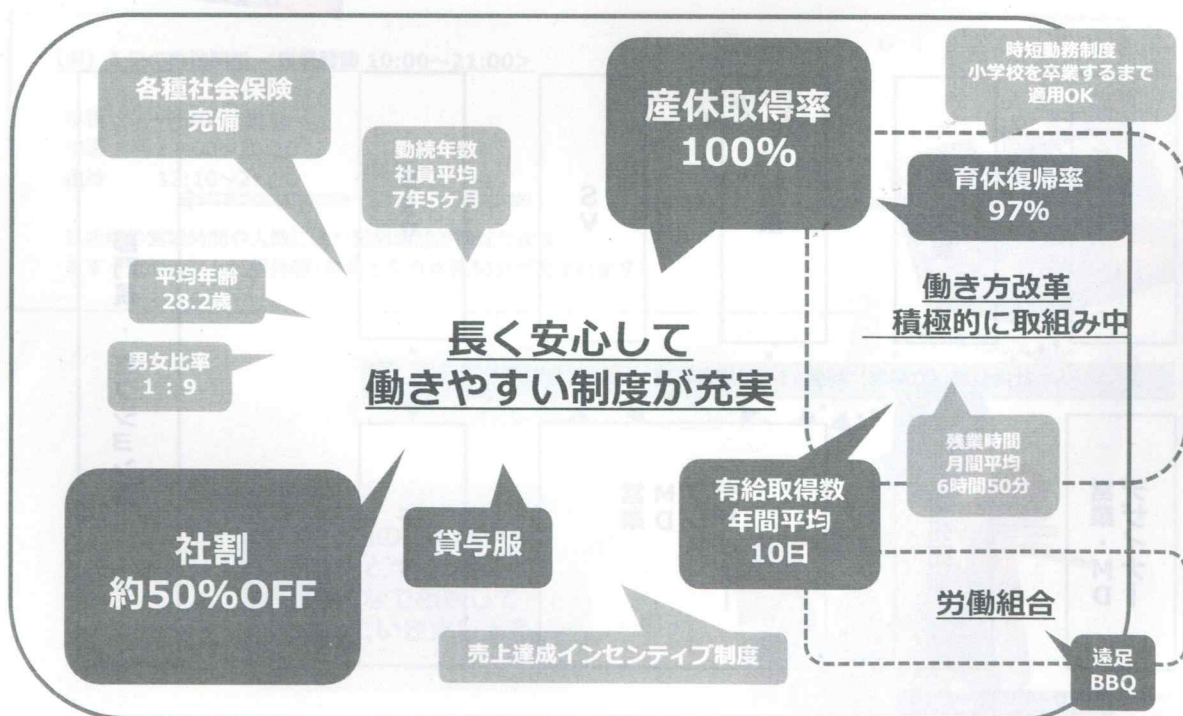 各種社会保険
完備
勤続年数
社員平均
7年5ヶ月
産休取得率
100%
時短勤務制度
小学校を卒業するまで
適用OK
育休復帰率
97%
平均年齢
28.2歳
男女比率
1：9
長く安心して
働きやすい制度が充実
働き方改革
積極的に取組み中
残業時間
月間平均
6時間50分
有給取得数
年間平均
10日
社割
約50%OFF
貸与服
売上達成インセンティブ制度
労働組合
遠足
BBQ
10:00～21:00>